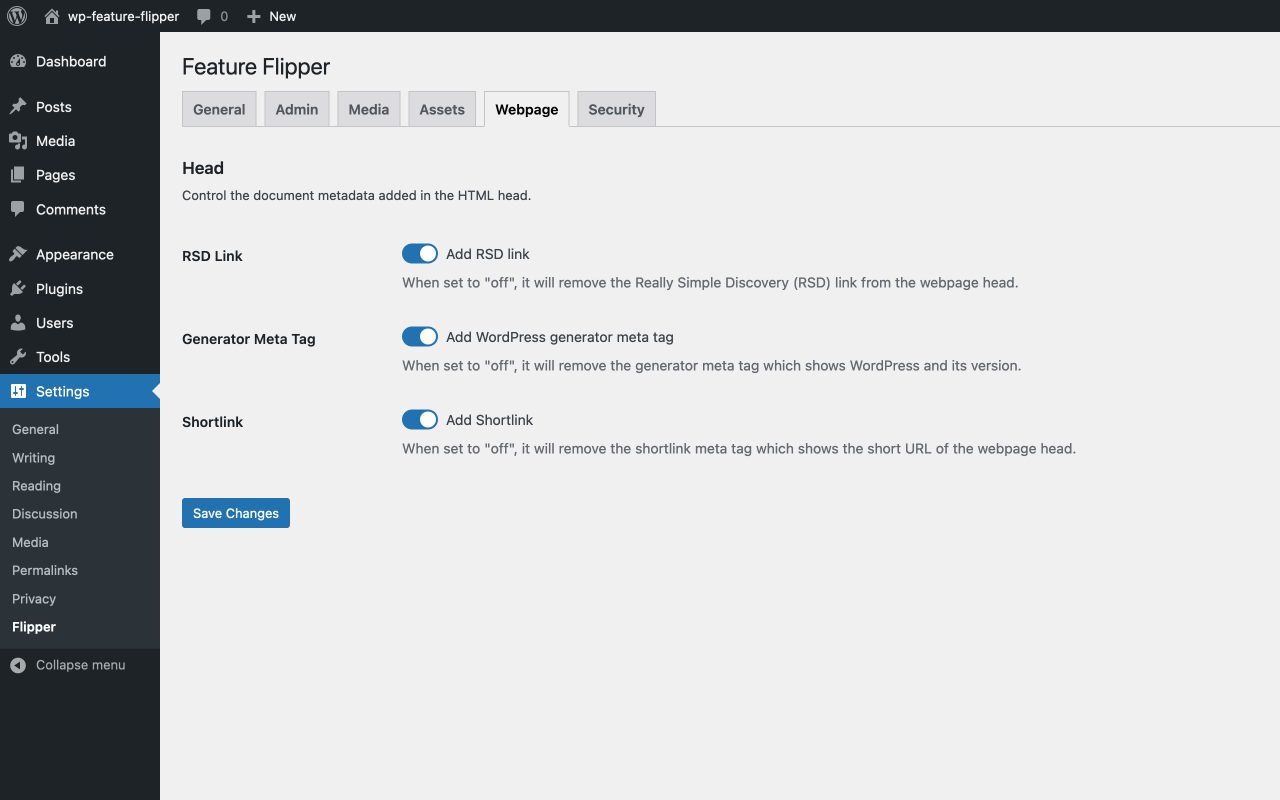 wp-feature-flipper 0 New
Dashboard
Posts
Media
Pages
Comments
Appearance
Plugins
Users
Tools
Settings
General
Writing
Reading
Discussion
Media
Permalinks
Privacy
Flipper
Collapse menu
Feature Flipper
General Admin Media Assets Webpage Security
Head
Control the document metadata added in the HTML head.
RSD Link Add RSD link
When set to "off", it will remove the Really Simple Discovery (RSD) link from the webpage head.
Generator Meta Tag Add WordPress generator meta tag
When set to "off", it will remove the generator meta tag which shows WordPress and its version.
Shortlink Add Shortlink
When set to "off", it will remove the shortlink meta tag which shows the short URL of the webpage head.
Save Changes